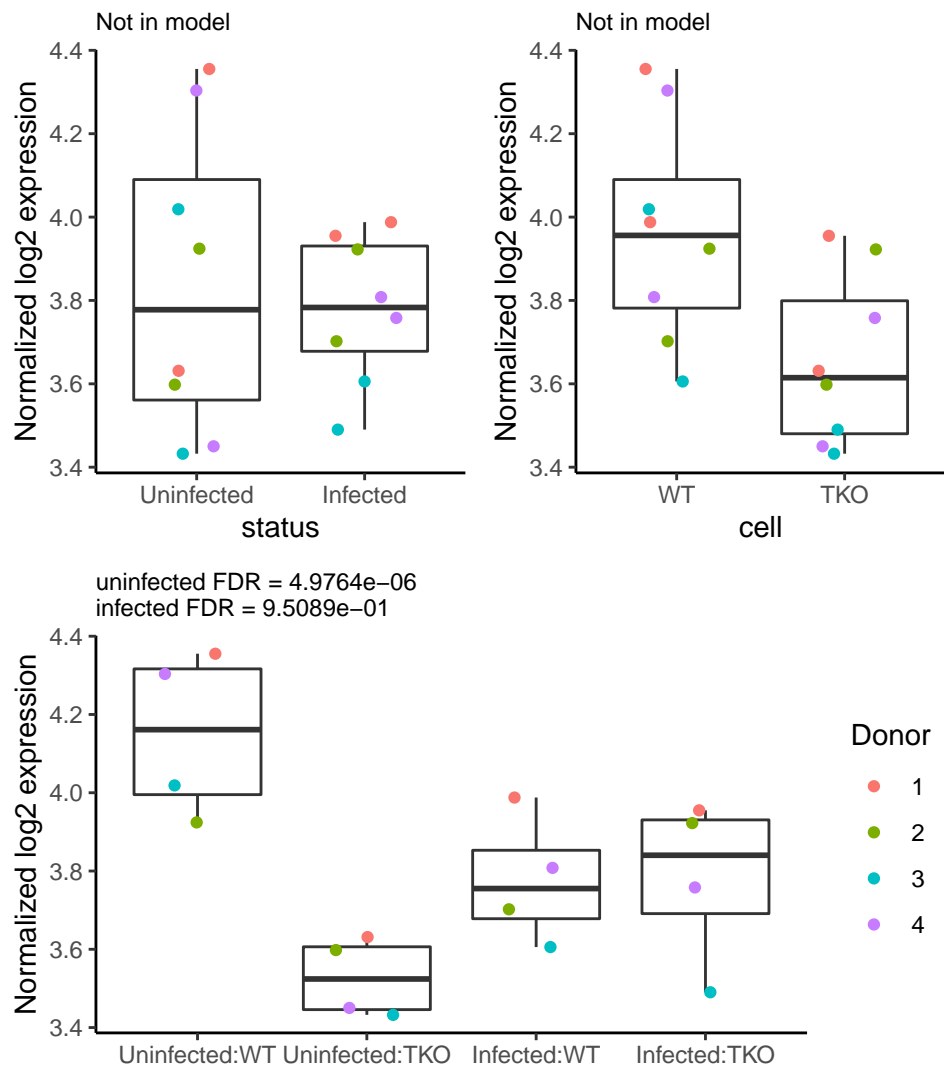 Not in model
Normalized log2 expression
4.4
4.2
4.0
3.8
3.6
3.4
Uninfected Infected
status
Not in model
Normalized log2 expression
4.4
4.2
4.0
3.8
3.6
3.4
WT TKO
cell
uninfected FDR = 4.9764e−06
infected FDR = 9.5089e−01
Normalized log2 expression
4.4
4.2
4.0
3.8
3.6
3.4
Uninfected:WT Uninfected:TKO Infected:WT Infected:TKO
Donor
1
2
3
4